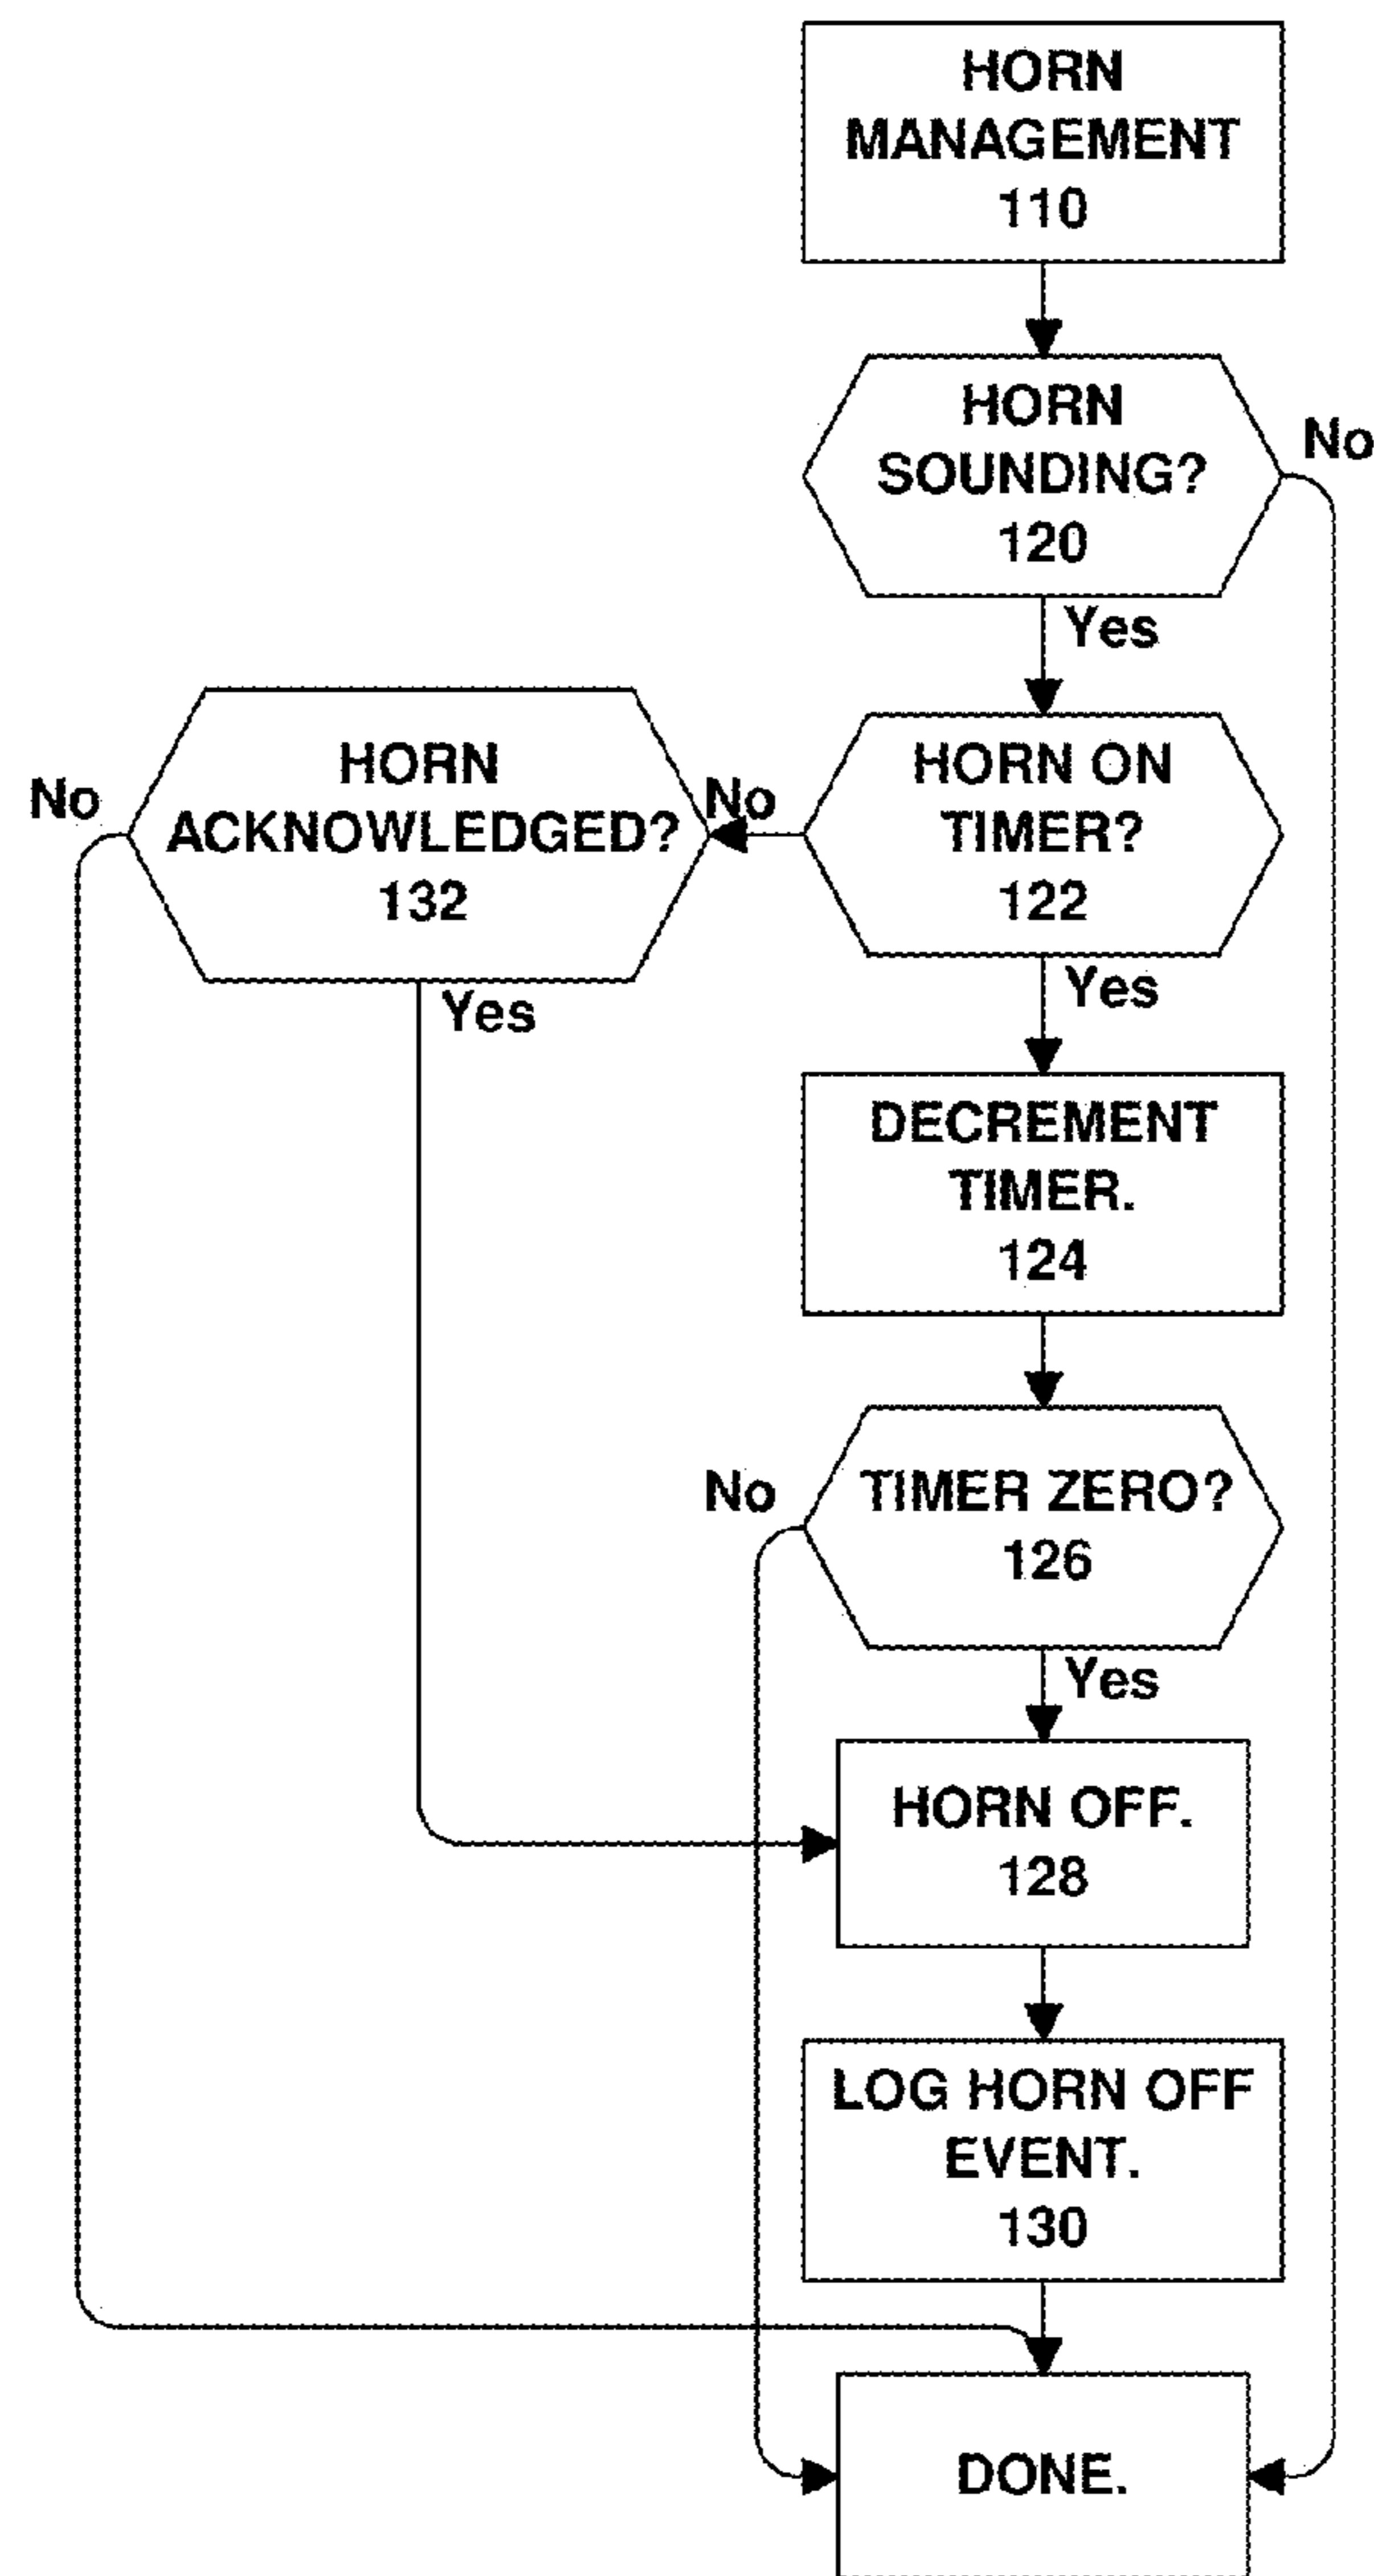 HORN
MANAGEMENT
110
HORN
SOUNDING?
120
No
Yes
HORN
ACKNOWLEDGED?
132
No
Yes
HORN ON
TIMER?
122
No
Yes
DECREMENT
TIMER.
124
TIMER ZERO?
126
No
Yes
HORN OFF.
128
LOG HORN OFF
EVENT.
130
DONE.